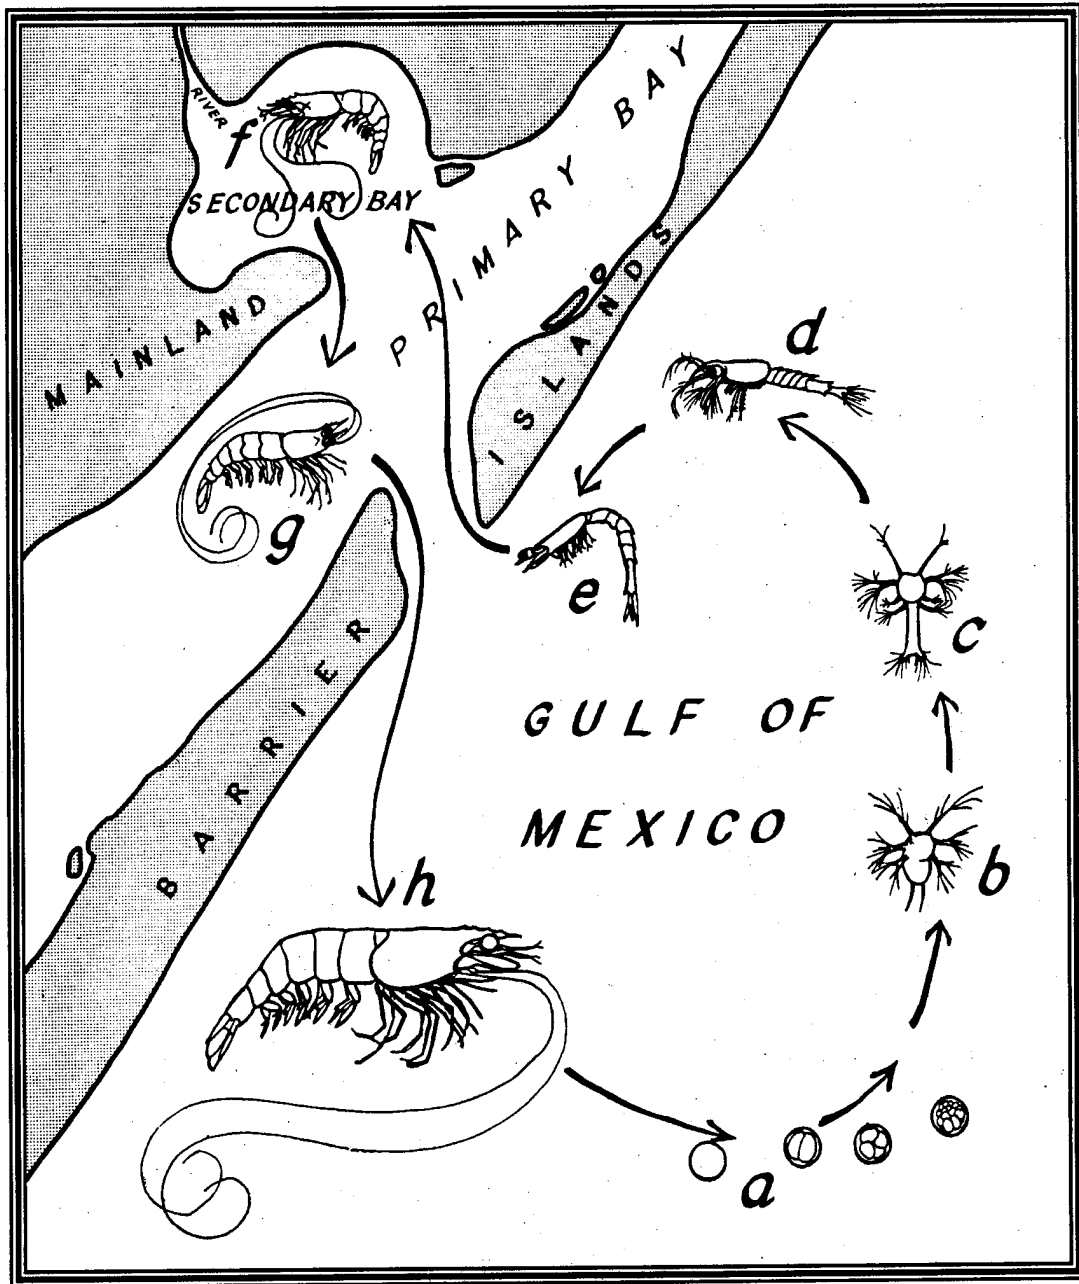 RIVER
f
SECONDARY BAY
PRIMARY BAY
MAINLAND
BARRIER ISLANDS
d
e
g
c
GULF OF
MEXICO
b
h
a